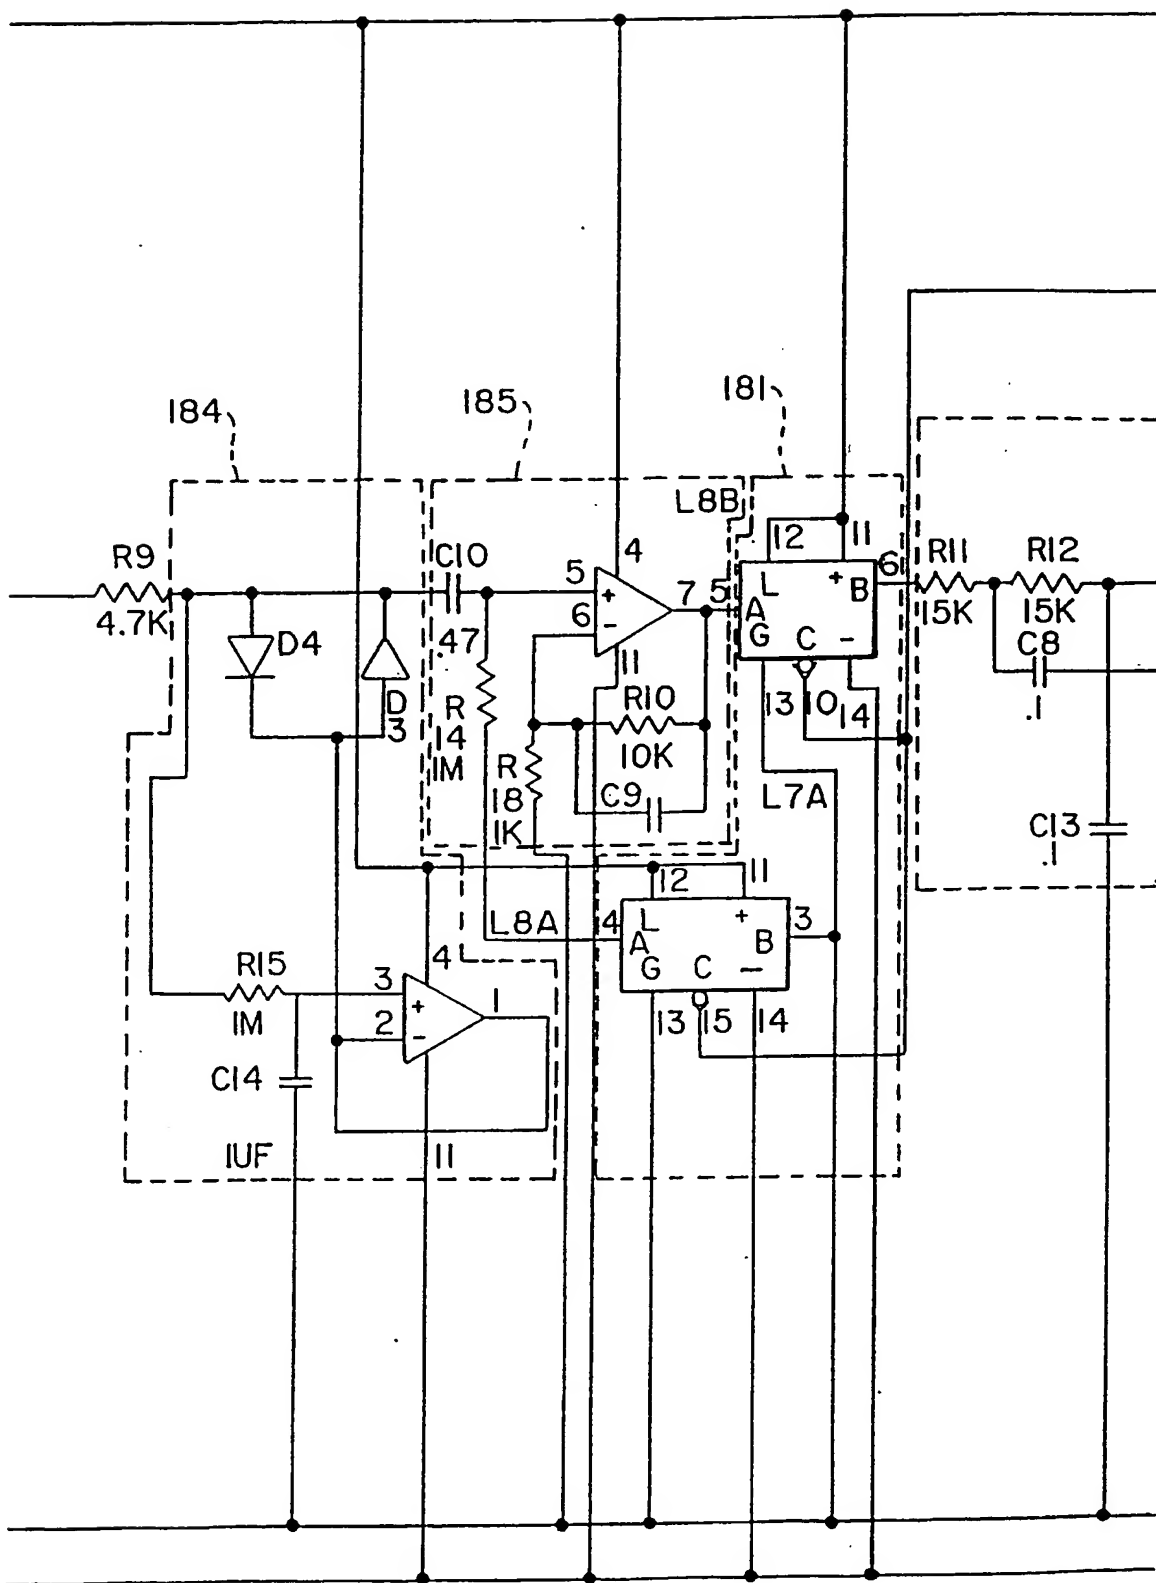 184
185
181
L8B
R9
4.7K
D4
D
3
C10
.47
R
14
1M
5
+
6
-
4
7
11
R10
10K
R
18
1K
C9
5
12
11
6
L
+
B
A
G
C
-
13
10
14
L7A
R11
15K
R12
15K
C8
.1
C13
.1
L8A
4
12
11
3
L
+
B
A
G
C
-
13
15
14
R15
1M
3
+
2
-
4
1
11
C14
1UF